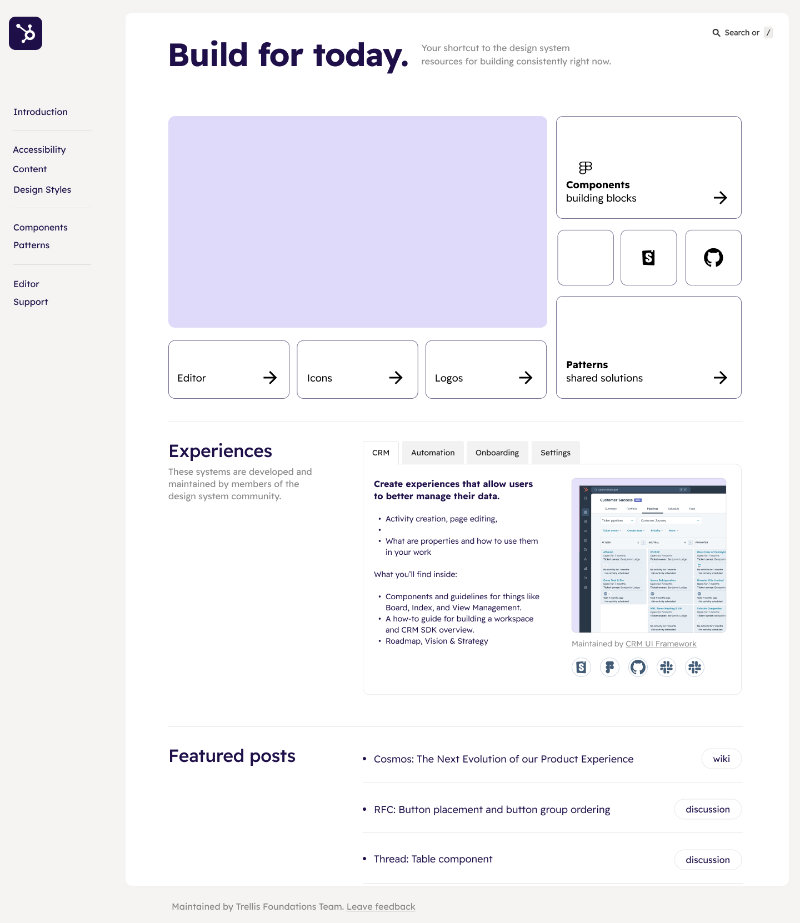 Search or /
Build for today.
Your shortcut to the design system
resources for building consistently right now.
Introduction
Accessibility
Content
Design Styles
Components
Patterns
Editor
Support
Components
building blocks
Patterns
shared solutions
Editor
Icons
Logos
Experiences
These systems are developed and
maintained by members of the
design system community.
CRM
Automation
Onboarding
Settings
Create experiences that allow users
to better manage their data.
• Activity creation, page editing,
•
• What are properties and how to use them
in your work
What you'll find inside:
• Components and guidelines for things like
Board, Index, and View Management.
• A how-to guide for building a workspace
and CRM SDK overview.
• Roadmap, Vision & Strategy
Customer Success
Maintained by CRM UI Framework
Featured posts
• Cosmos: The Next Evolution of our Product Experience
wiki
• RFC: Button placement and button group ordering
discussion
• Thread: Table component
discussion
Maintained by Trellis Foundations Team. Leave feedback